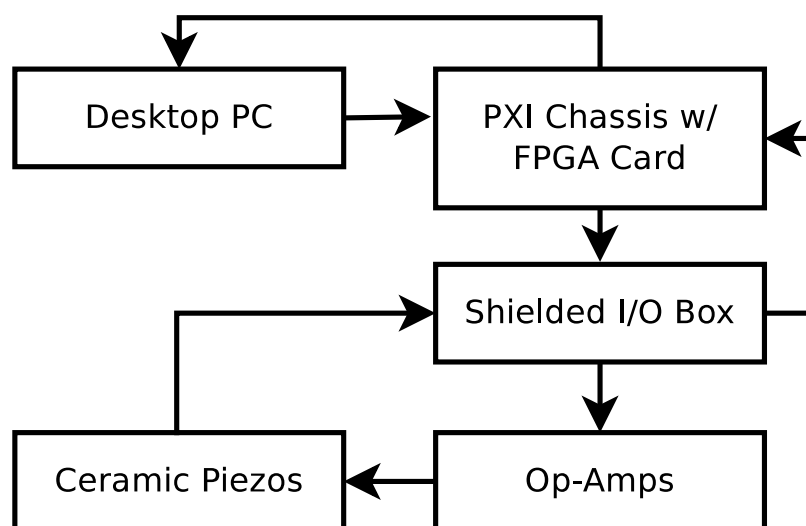 Desktop PC
PXI Chassis w/
FPGA Card
Shielded I/O Box
Ceramic Piezos
Op-Amps